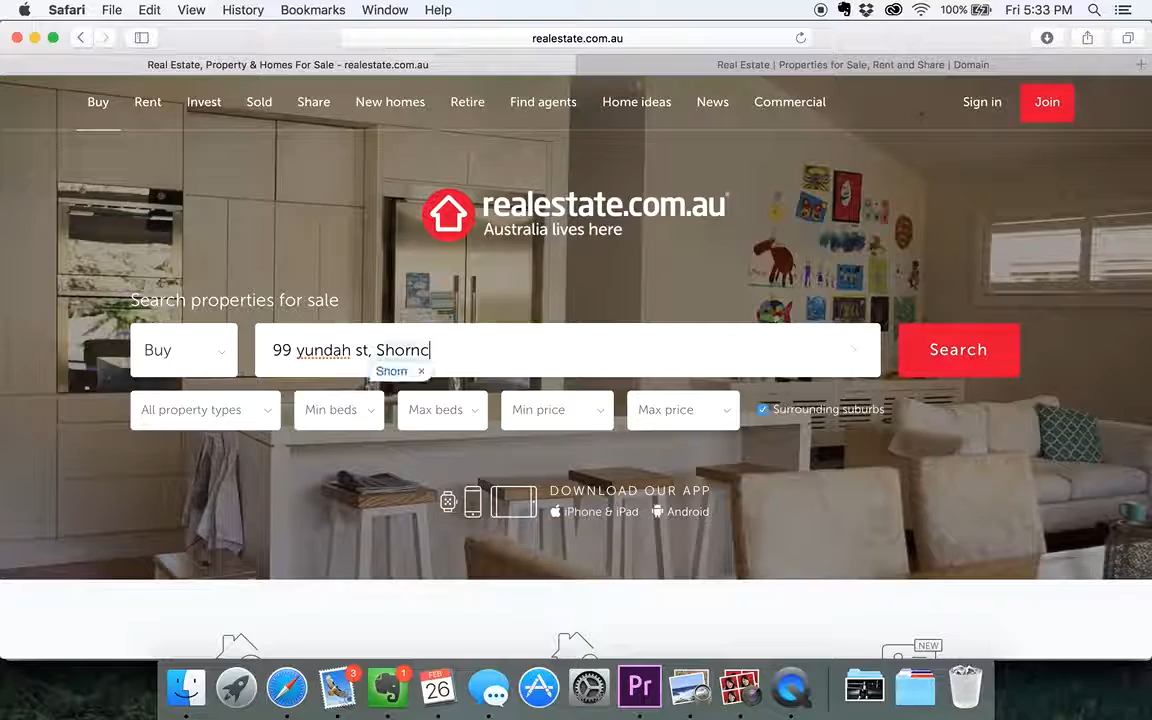 Safari File Edit View History Bookmarks Window Help 100% Fri 5:33 PM
realestate.com.au
Real Estate, Property & Homes For Sale - realestate.com.au Real Estate | Properties for Sale, Rent and Share | Domain
Buy Rent Invest Sold Share New homes Retire Find agents Home ideas News Commercial Sign in Join
realestate.com.au
Australia lives here
Search properties for sale
Buy 99 yundah st, Shornc Search
Shorn ×
All property types Min beds Max beds Min price Max price Surrounding suburbs
DOWNLOAD OUR APP
iPhone & iPad Android
NEW
3 1 FEB 26 Pr